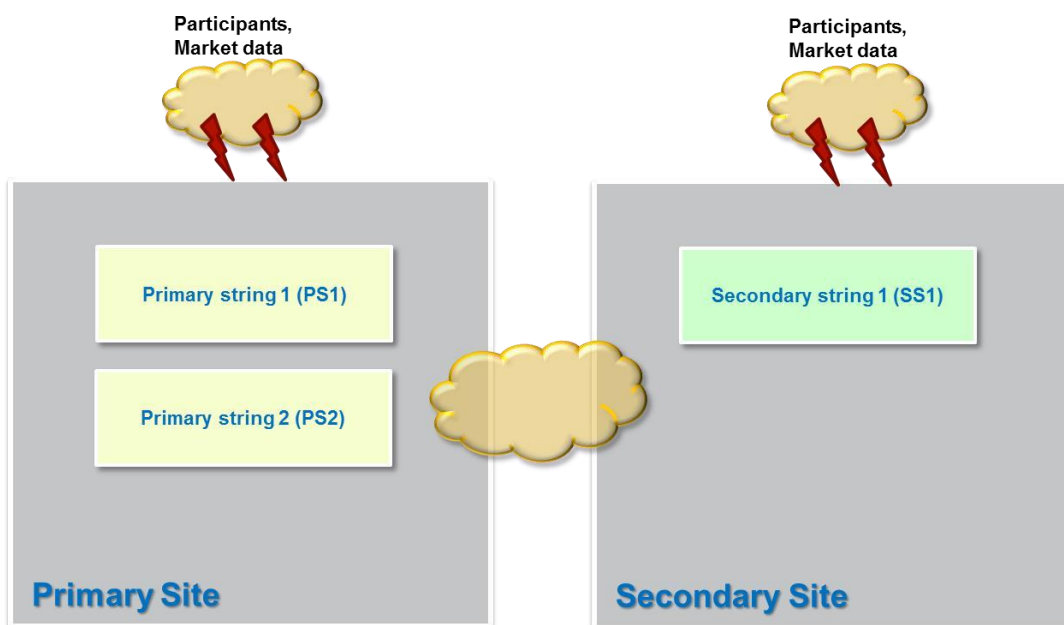 Participants,
Market data
Participants,
Market data
Primary string 1 (PS1)
Secondary string 1 (SS1)
Primary string 2 (PS2)
Primary Site
Secondary Site